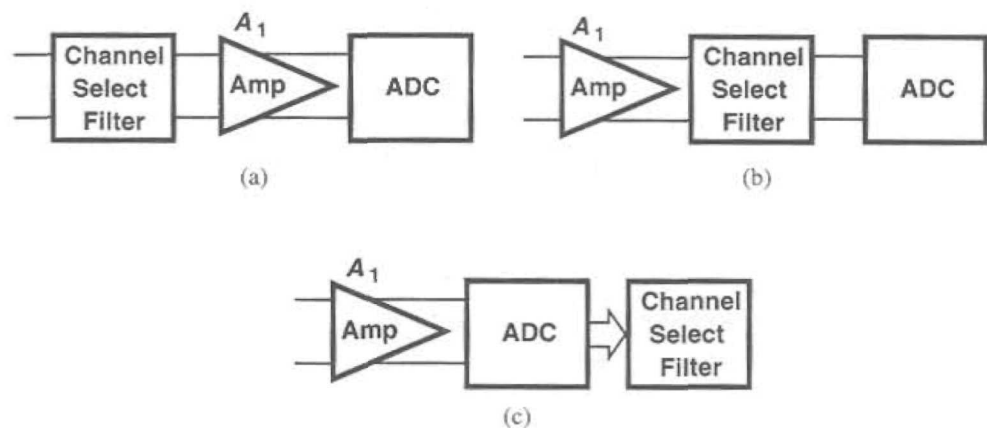 A1
Channel
Select
Filter
Amp
ADC
(a)
A1
Amp
Channel
Select
Filter
ADC
(b)
A1
Amp
ADC
Channel
Select
Filter
(c)